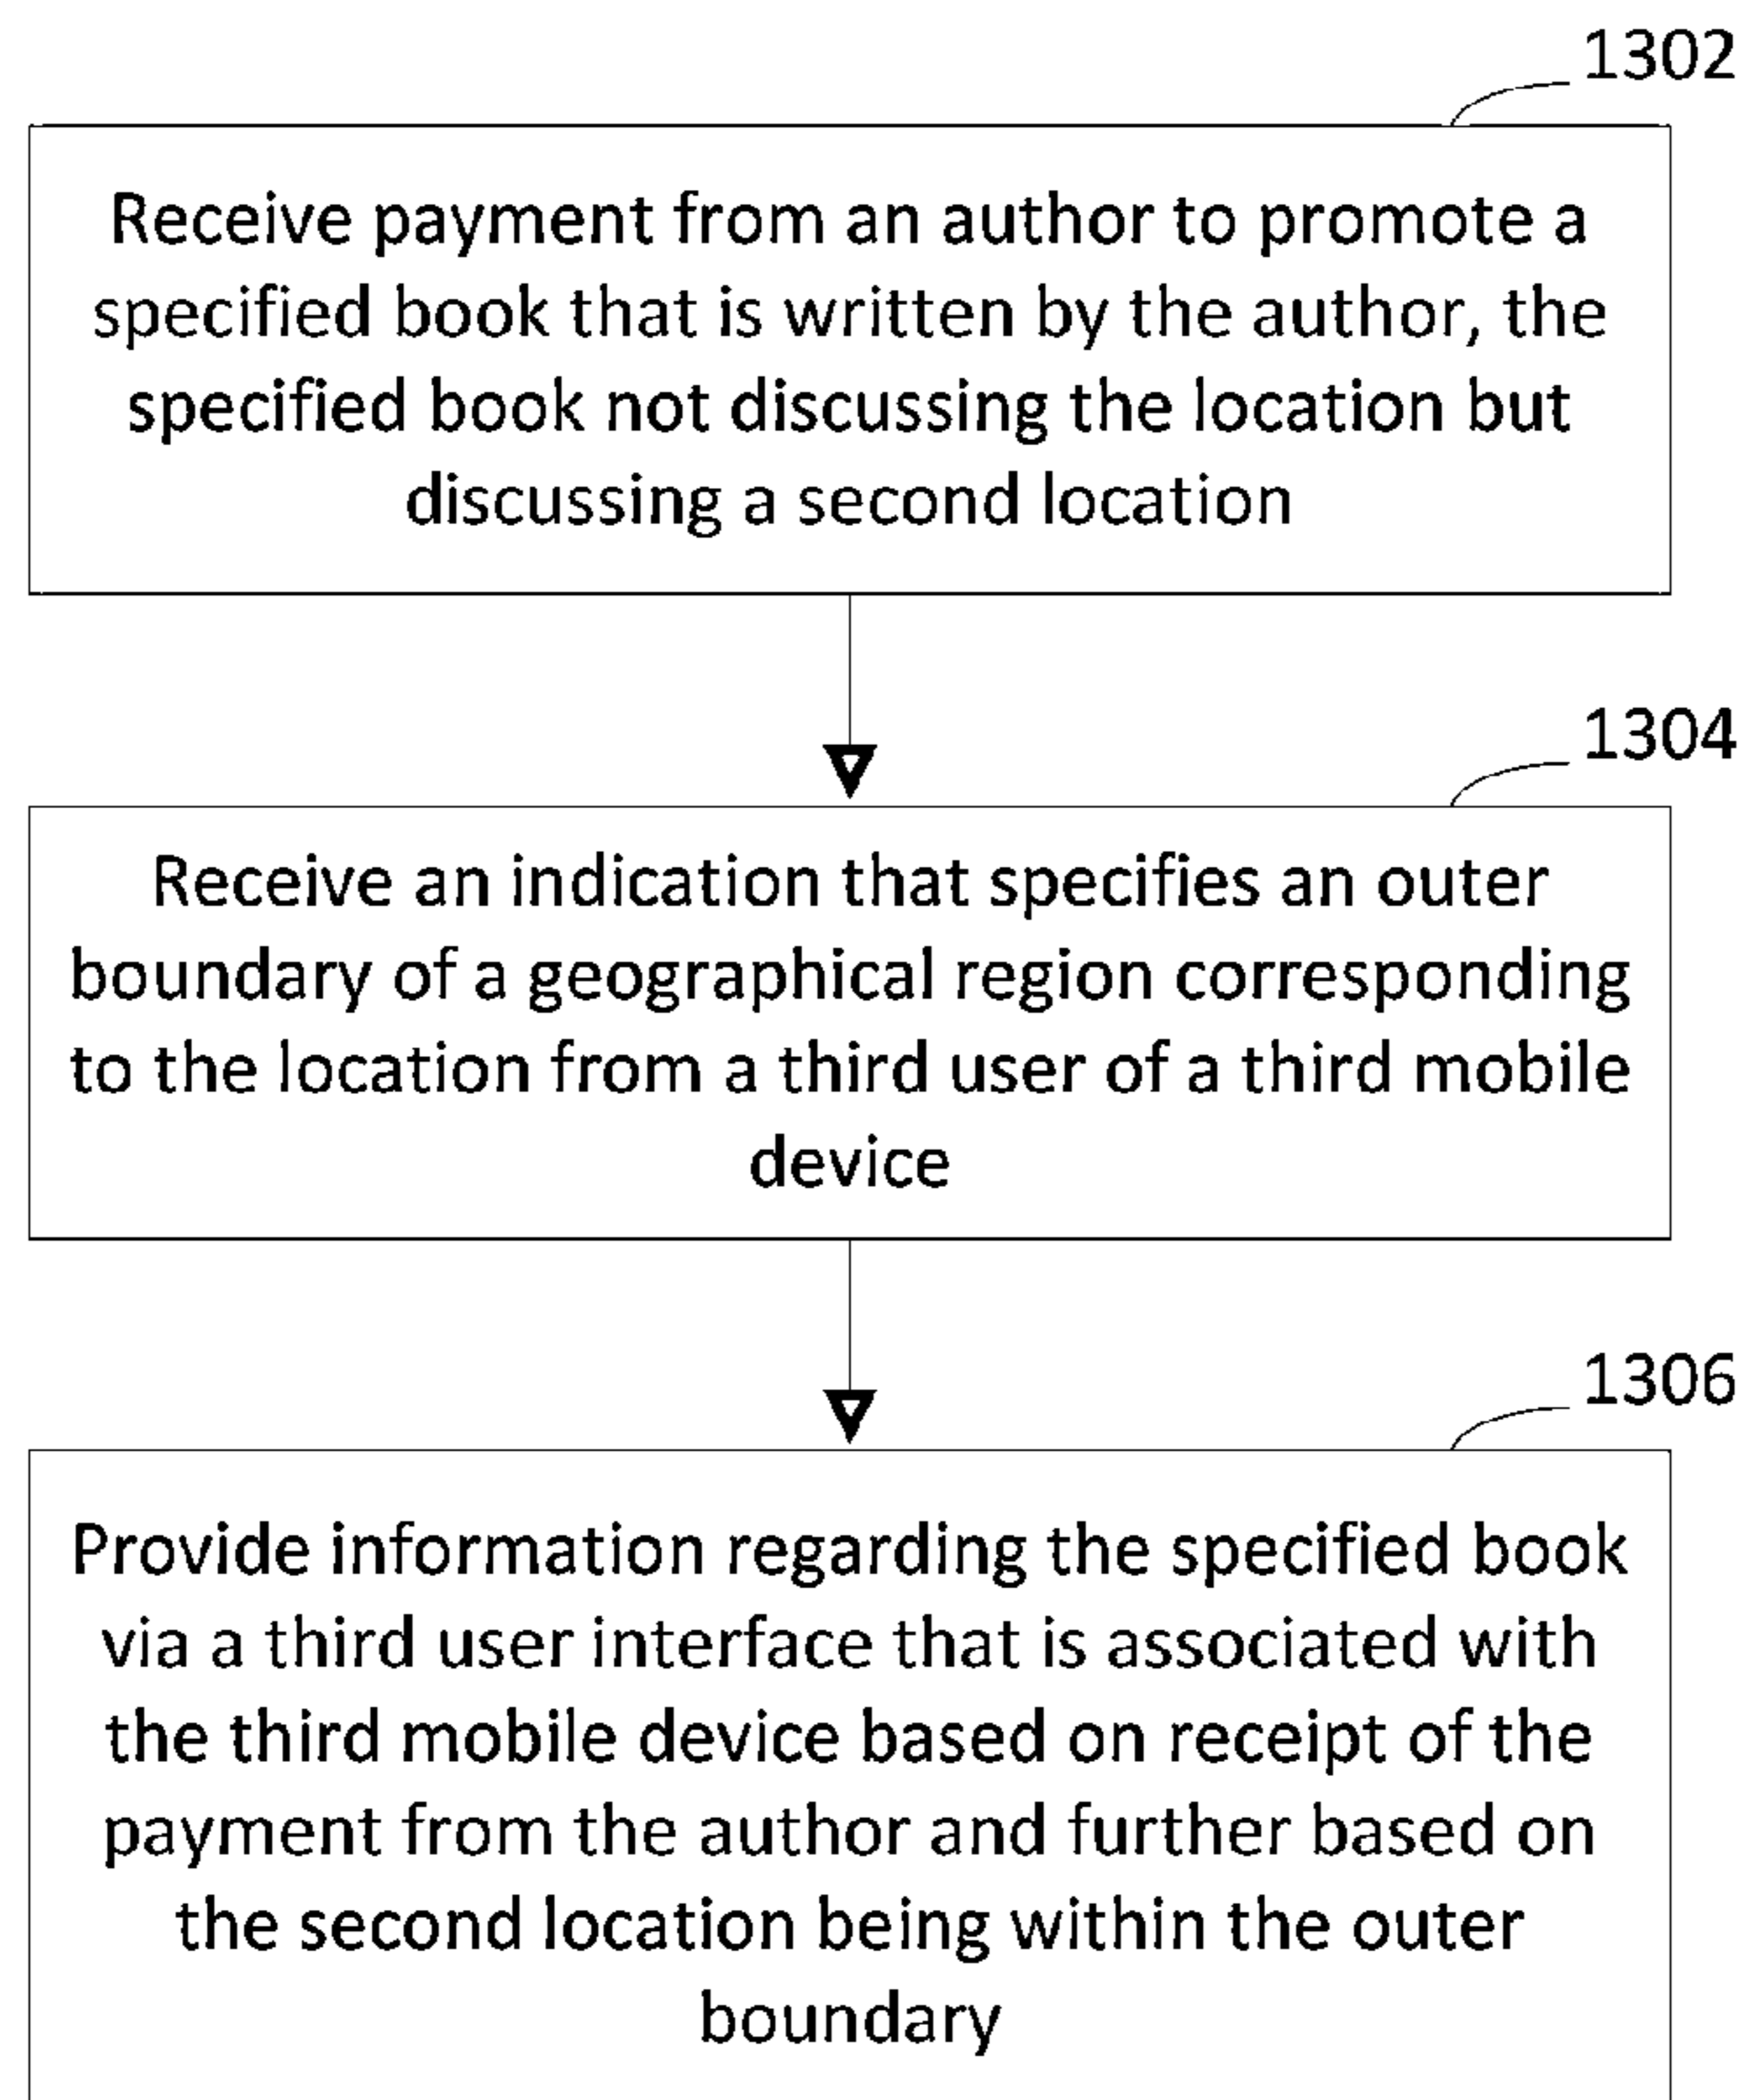 1302
Receive payment from an author to promote a
specified book that is written by the author, the
specified book not discussing the location but
discussing a second location
1304
Receive an indication that specifies an outer
boundary of a geographical region corresponding
to the location from a third user of a third mobile
device
1306
Provide information regarding the specified book
via a third user interface that is associated with
the third mobile device based on receipt of the
payment from the author and further based on
the second location being within the outer
boundary